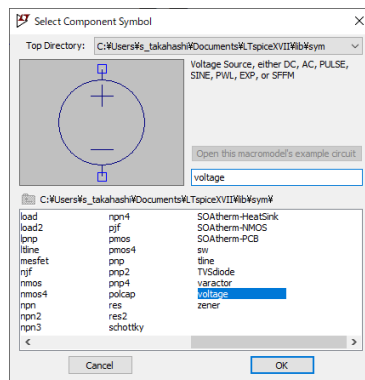 Select Component Symbol
Top Directory: C:¥Users¥s_takahashi¥Documents¥LTspiceXVII¥lib¥sym
Voltage Source, either DC, AC, PULSE,
SINE, PWL, EXP, or SFFM
Open this macromodel's example circuit
voltage
C:¥Users¥s_takahashi¥Documents¥LTspiceXVII¥lib¥sym¥
load npn4 SOAtherm-HeatSink
load2 pjf SOAtherm-NMOS
lpnp pmos SOAtherm-PCB
ltline pmos4 sw
mesfet pnp tline
njf pnp2 TVSdiode
nmos pnp4 varactor
nmos4 polcap voltage
npn res zener
npn2 res2
npn3 schottky
Cancel OK